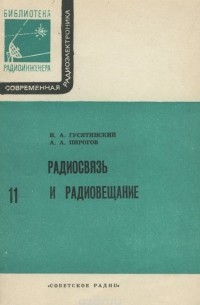 БИБЛИОТЕКА
РАДИОИНЖЕНЕРА
СОВРЕМЕННАЯ
РАДИОЭЛЕКТРОНИКА
И. А. ГУСЯТИНСКИЙ
А. А. ПИРОГОВ
РАДИОСВЯЗЬ
11 И РАДИОВЕЩАНИЕ
«СОВЕТСКОЕ РАДИО»